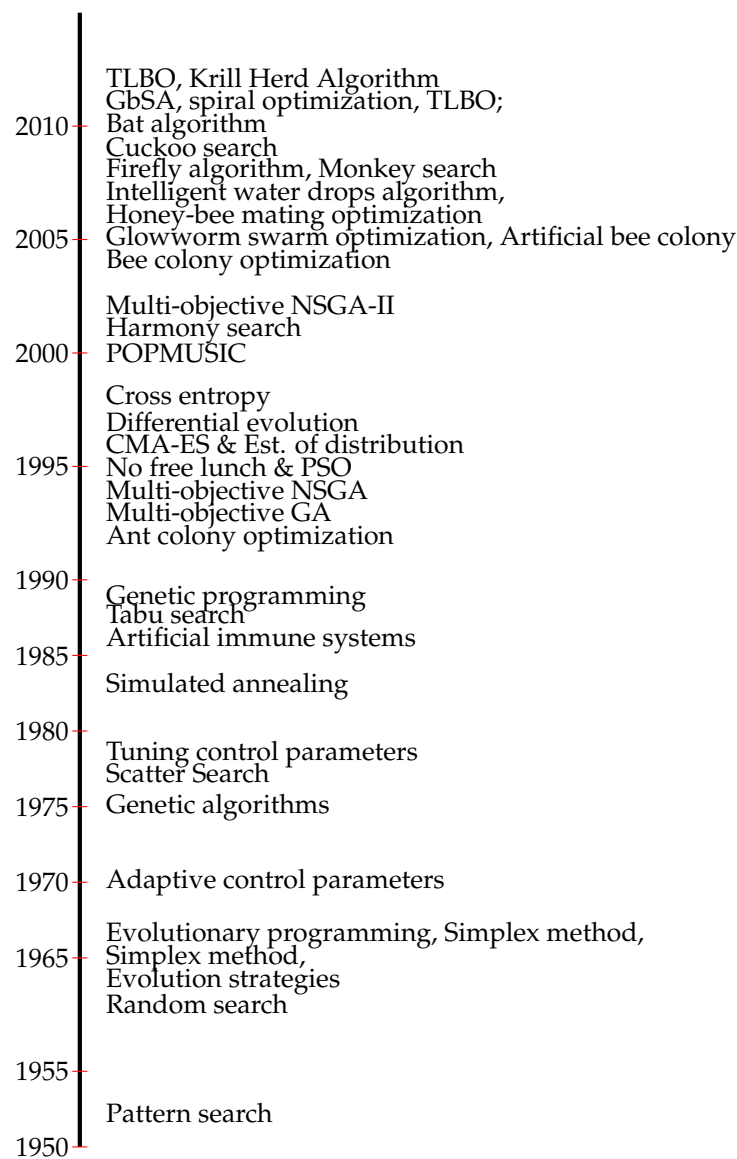 TLBO, Krill Herd Algorithm
GbSA, spiral optimization, TLBO;
2010 Bat algorithm
Cuckoo search
Firefly algorithm, Monkey search
Intelligent water drops algorithm,
Honey-bee mating optimization
2005 Glowworm swarm optimization, Artificial bee colony
Bee colony optimization
Multi-objective NSGA-II
Harmony search
2000 POPMUSIC
Cross entropy
Differential evolution
CMA-ES & Est. of distribution
1995 No free lunch & PSO
Multi-objective NSGA
Multi-objective GA
Ant colony optimization
1990
Genetic programming
Tabu search
Artificial immune systems
1985
Simulated annealing
1980
Tuning control parameters
Scatter Search
1975 Genetic algorithms
1970 Adaptive control parameters
Evolutionary programming, Simplex method,
1965 Simplex method,
Evolution strategies
Random search
1955
Pattern search
1950